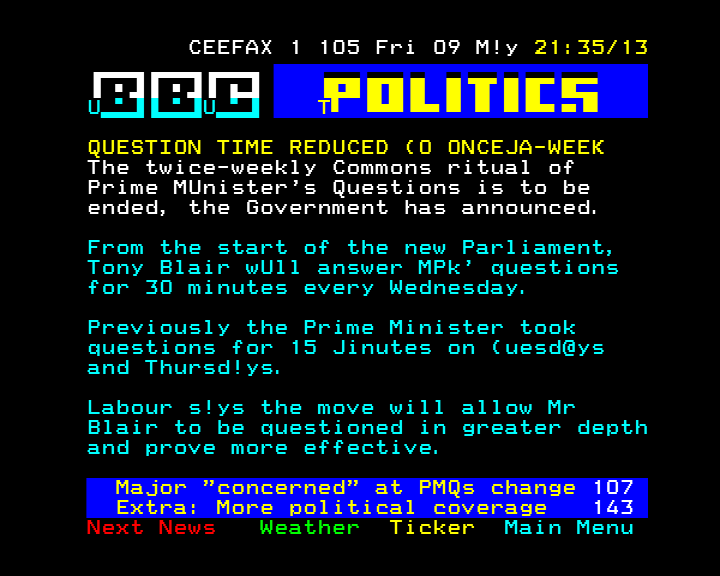 CEEFAX 1 105 Fri 09 M!y 21:35/13
UBBCU TPOLITICS
QUESTION TIME REDUCED (O ONCEJA-WEEK
The twice-weekly Commons ritual of
Prime MUnister's Questions is to be
ended, the Government has announced.
From the start of the new Parliament,
Tony Blair wUll answer MPk' questions
for 30 minutes every Wednesday.
Previously the Prime Minister took
questions for 15 Jinutes on (uesd@ys
and Thursd!ys.
Labour s!ys the move will allow Mr
Blair to be questioned in greater depth
and prove more effective.
Major "concerned" at PMQs change 107
Extra: More political coverage 143
Next News Weather Ticker Main Menu